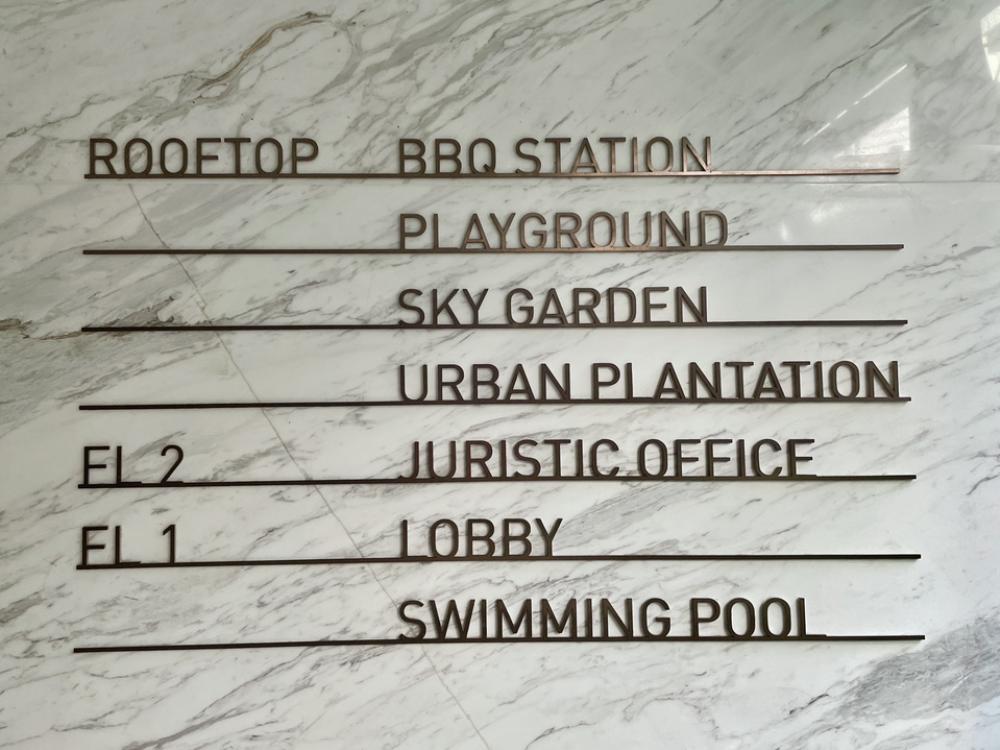 ROOFTOP BBQ STATION
PLAYGROUND
SKY GARDEN
URBAN PLANTATION
FL 2 JURISTIC OFFICE
FL 1 LOBBY
SWIMMING POOL